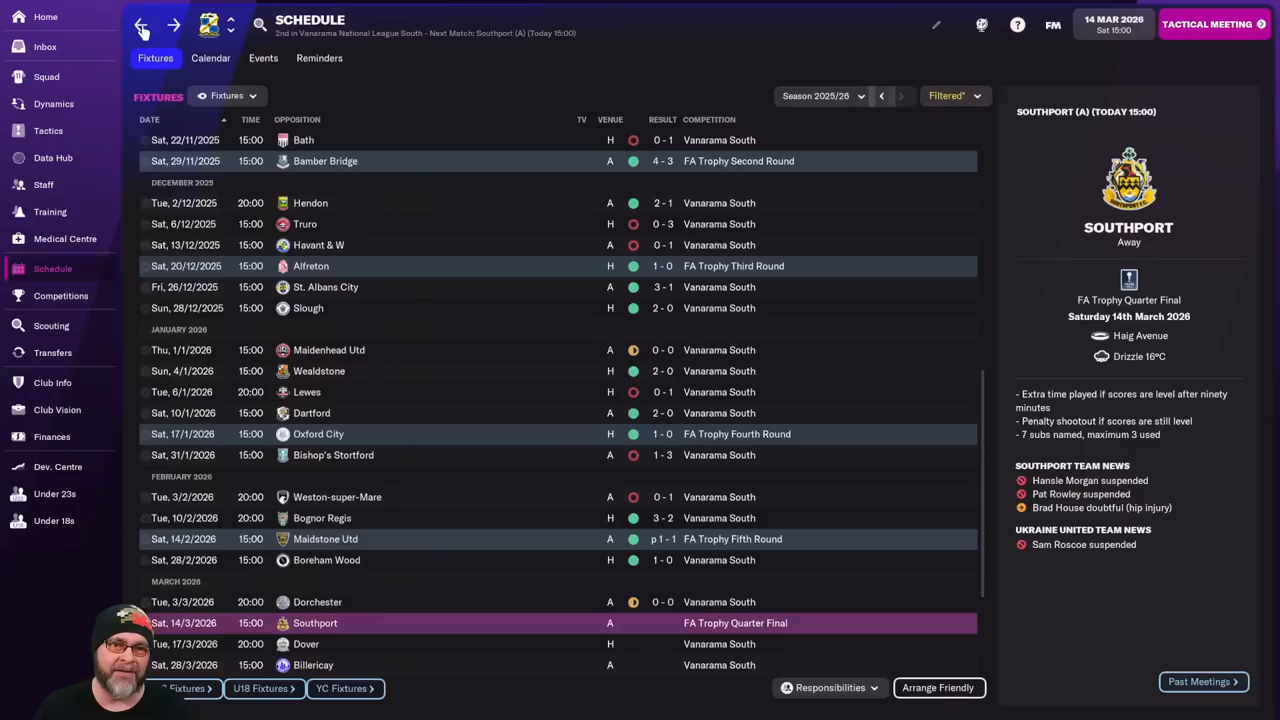 Home
Inbox
Squad
Dynamics
Tactics
Data Hub
Staff
Training
Medical Centre
Schedule
Competitions
Scouting
Transfers
Club Info
Club Vision
Finances
Dev. Centre
Under 23s
Under 18s
SCHEDULE
2nd in Vanarama National League South - Next Match: Southport (A) (Today 15:00)
FM
14 MAR 2026
Sat 15:00
TACTICAL MEETING
Fixtures Calendar Events Reminders
FIXTURES Fixtures Season 2025/26 Filtered*
DATE TIME OPPOSITION TV VENUE RESULT COMPETITION
Sat, 22/11/2025 15:00 Bath H 0 - 1 Vanarama South
Sat, 29/11/2025 15:00 Bamber Bridge A 4 - 3 FA Trophy Second Round
DECEMBER 2025
Tue, 2/12/2025 20:00 Hendon A 2 - 1 Vanarama South
Sat, 6/12/2025 15:00 Truro H 0 - 3 Vanarama South
Sat, 13/12/2025 15:00 Havant & W A 0 - 1 Vanarama South
Sat, 20/12/2025 15:00 Alfreton H 1 - 0 FA Trophy Third Round
Fri, 26/12/2025 15:00 St. Albans City A 3 - 1 Vanarama South
Sun, 28/12/2025 15:00 Slough H 2 - 0 Vanarama South
JANUARY 2026
Thu, 1/1/2026 15:00 Maidenhead Utd A 0 - 0 Vanarama South
Sun, 4/1/2026 15:00 Wealdstone H 2 - 0 Vanarama South
Tue, 6/1/2026 20:00 Lewes H 0 - 1 Vanarama South
Sat, 10/1/2026 15:00 Dartford A 2 - 0 Vanarama South
Sat, 17/1/2026 15:00 Oxford City H 1 - 0 FA Trophy Fourth Round
Sat, 31/1/2026 15:00 Bishop's Stortford A 1 - 3 Vanarama South
FEBRUARY 2026
Tue, 3/2/2026 20:00 Weston-super-Mare A 0 - 1 Vanarama South
Tue, 10/2/2026 20:00 Bognor Regis H 3 - 2 Vanarama South
Sat, 14/2/2026 15:00 Maidstone Utd A p 1 - 1 FA Trophy Fifth Round
Sat, 28/2/2026 15:00 Boreham Wood H 1 - 0 Vanarama South
MARCH 2026
Tue, 3/3/2026 20:00 Dorchester A 0 - 0 Vanarama South
Sat, 14/3/2026 15:00 Southport A FA Trophy Quarter Final
Tue, 17/3/2026 20:00 Dover H Vanarama South
Sat, 28/3/2026 15:00 Billericay A Vanarama South
Fixtures > U18 Fixtures > YC Fixtures > Responsibilities Arrange Friendly
SOUTHPORT (A) (TODAY 15:00)
SOUTHPORT
Away
FA Trophy Quarter Final
Saturday 14th March 2026
Haig Avenue
Drizzle 16°C
- Extra time played if scores are level after ninety
minutes
- Penalty shootout if scores are still level
- 7 subs named, maximum 3 used
SOUTHPORT TEAM NEWS
Hansle Morgan suspended
Pat Rowley suspended
Brad House doubtful (hip injury)
UKRAINE UNITED TEAM NEWS
Sam Roscoe suspended
Past Meetings >